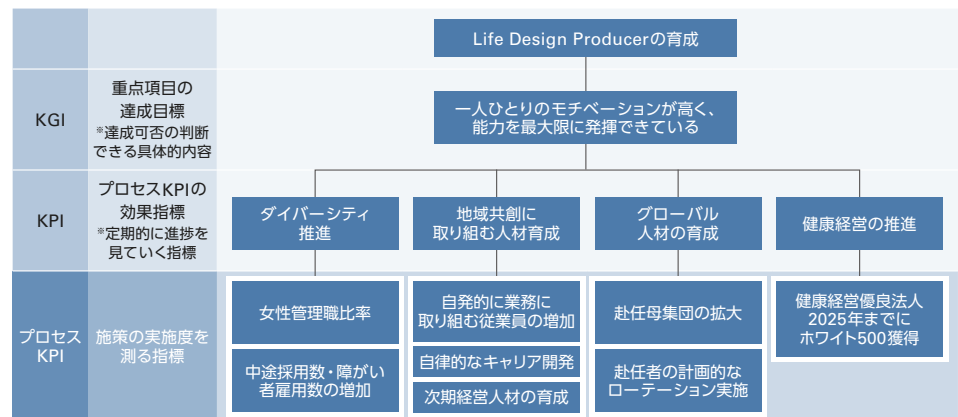 Life Design Producerの育成
KGI
重点項目の
達成目標
※達成可否の判断
できる具体的内容
一人ひとりのモチベーションが高く、
能力を最大限に発揮できている
KPI
プロセスKPIの
効果指標
※定期的に進捗を
見ていく指標
ダイバーシティ
推進
地域共創に
取り組む人材育成
グローバル
人材の育成
健康経営の推進
プロセス
KPI
施策の実施度を
測る指標
女性管理職比率
中途採用数・障がい
者雇用数の増加
自発的に業務に
取り組む従業員の増加
自律的なキャリア開発
次期経営人材の育成
赴任母集団の拡大
赴任者の計画的な
ローテーション実施
健康経営優良法人
2025年までに
ホワイト500獲得